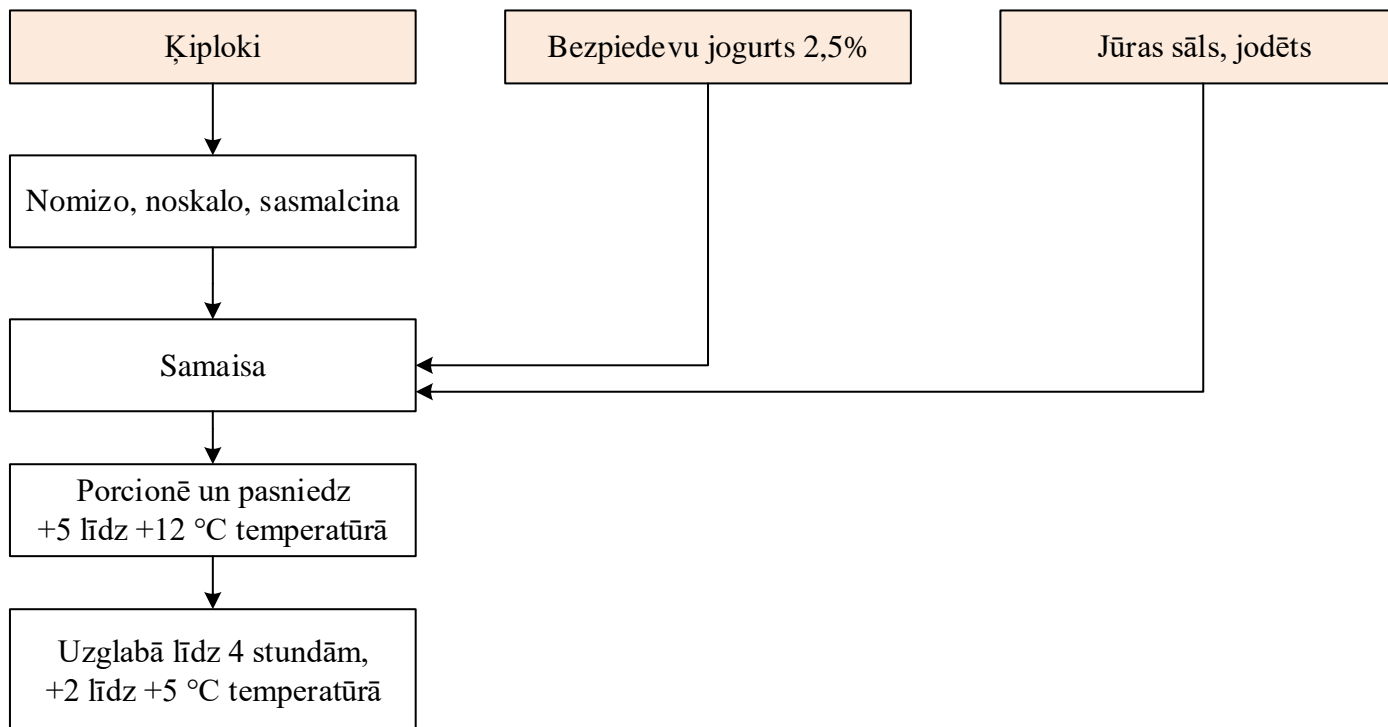 Ķiploki
Bezpiedevu jogurts 2,5%
Jūras sāls, jodēts
Nomizo, noskalo, sasmalcina
Samaisa
Porcionē un pasniedz
+5 līdz +12 °C temperatūrā
Uzglabā līdz 4 stundām,
+2 līdz +5 °C temperatūrā